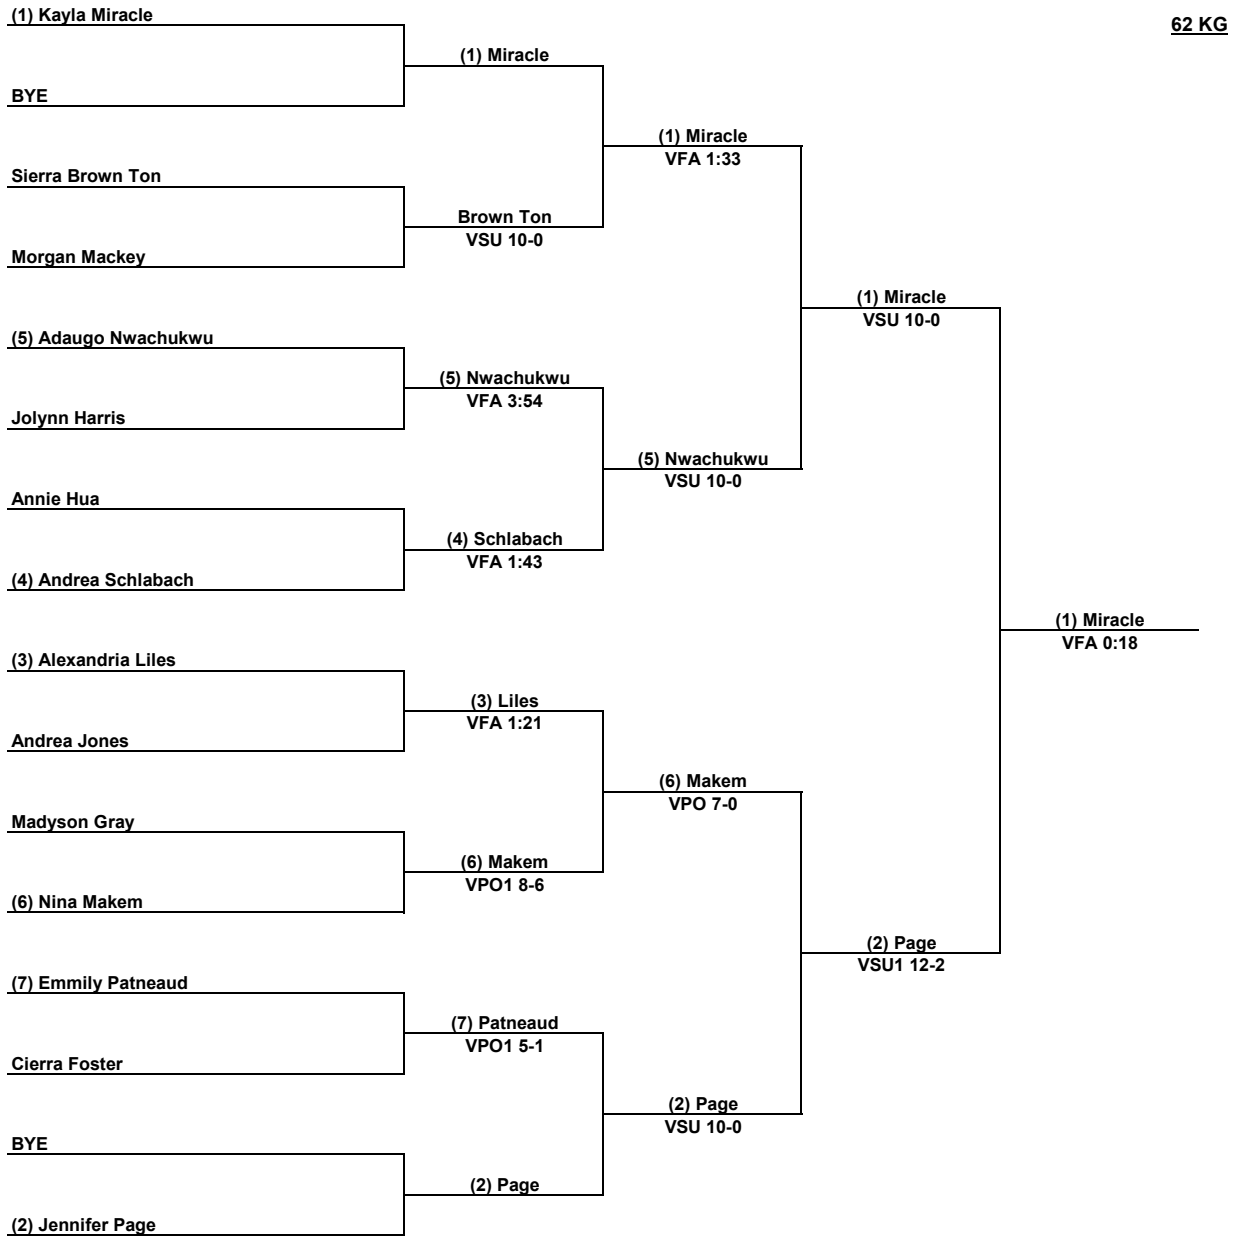 (1) Kayla Miracle
62 KG
(1) Miracle
BYE
(1) Miracle
VFA 1:33
Sierra Brown Ton
Brown Ton
VSU 10-0
Morgan Mackey
(1) Miracle
VSU 10-0
(5) Adaugo Nwachukwu
(5) Nwachukwu
VFA 3:54
Jolynn Harris
(5) Nwachukwu
VSU 10-0
Annie Hua
(4) Schlabach
VFA 1:43
(4) Andrea Schlabach
(1) Miracle
VFA 0:18
(3) Alexandria Liles
(3) Liles
VFA 1:21
Andrea Jones
(6) Makem
VPO 7-0
Madyson Gray
(6) Makem
VPO1 8-6
(6) Nina Makem
(2) Page
VSU1 12-2
(7) Emmily Patneaud
(7) Patneaud
VPO1 5-1
Cierra Foster
(2) Page
VSU 10-0
BYE
(2) Page
(2) Jennifer Page